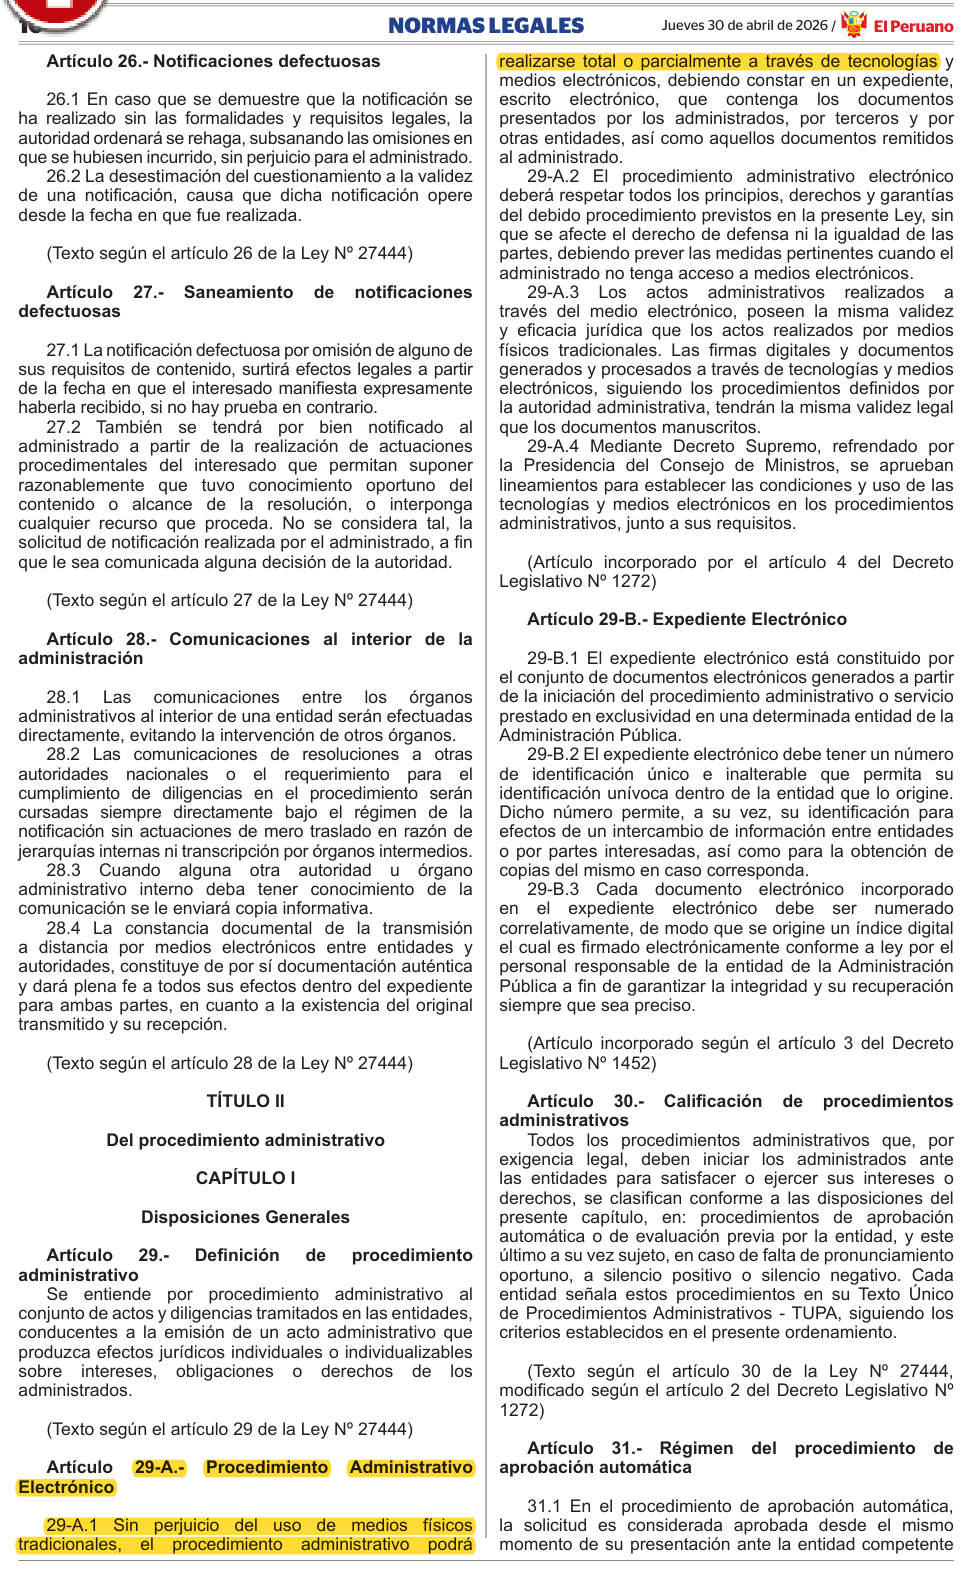 NORMAS LEGALES
Jueves 30 de abril de 2026 / El Peruano
Artículo 26.- Notificaciones defectuosas
26.1 En caso que se demuestre que la notificación se
ha realizado sin las formalidades y requisitos legales, la
autoridad ordenará se rehaga, subsanando las omisiones en
que se hubiesen incurrido, sin perjuicio para el administrado.
26.2 La desestimación del cuestionamiento a la validez
de una notificación, causa que dicha notificación opere
desde la fecha en que fue realizada.
(Texto según el artículo 26 de la Ley Nº 27444)
Artículo 27.- Saneamiento de notificaciones
defectuosas
27.1 La notificación defectuosa por omisión de alguno de
sus requisitos de contenido, surtirá efectos legales a partir
de la fecha en que el interesado manifiesta expresamente
haberla recibido, si no hay prueba en contrario.
27.2 También se tendrá por bien notificado al
administrado a partir de la realización de actuaciones
procedimentales del interesado que permitan suponer
razonablemente que tuvo conocimiento oportuno del
contenido o alcance de la resolución, o interponga
cualquier recurso que proceda. No se considera tal, la
solicitud de notificación realizada por el administrado, a fin
que le sea comunicada alguna decisión de la autoridad.
(Texto según el artículo 27 de la Ley Nº 27444)
Artículo 28.- Comunicaciones al interior de la
administración
28.1 Las comunicaciones entre los órganos
administrativos al interior de una entidad serán efectuadas
directamente, evitando la intervención de otros órganos.
28.2 Las comunicaciones de resoluciones a otras
autoridades nacionales o el requerimiento para el
cumplimiento de diligencias en el procedimiento serán
cursadas siempre directamente bajo el régimen de la
notificación sin actuaciones de mero traslado en razón de
jerarquías internas ni transcripción por órganos intermedios.
28.3 Cuando alguna otra autoridad u órgano
administrativo interno deba tener conocimiento de la
comunicación se le enviará copia informativa.
28.4 La constancia documental de la transmisión
a distancia por medios electrónicos entre entidades y
autoridades, constituye de por sí documentación auténtica
y dará plena fe a todos sus efectos dentro del expediente
para ambas partes, en cuanto a la existencia del original
transmitido y su recepción.
(Texto según el artículo 28 de la Ley Nº 27444)
TÍTULO II
Del procedimiento administrativo
CAPÍTULO I
Disposiciones Generales
Artículo 29.- Definición de procedimiento
administrativo
Se entiende por procedimiento administrativo al
conjunto de actos y diligencias tramitados en las entidades,
conducentes a la emisión de un acto administrativo que
produzca efectos jurídicos individuales o individualizables
sobre intereses, obligaciones o derechos de los
administrados.
(Texto según el artículo 29 de la Ley Nº 27444)
Artículo 29-A.- Procedimiento Administrativo
Electrónico
29-A.1 Sin perjuicio del uso de medios físicos
tradicionales, el procedimiento administrativo podrá
realizarse total o parcialmente a través de tecnologías y
medios electrónicos, debiendo constar en un expediente,
escrito electrónico, que contenga los documentos
presentados por los administrados, por terceros y por
otras entidades, así como aquellos documentos remitidos
al administrado.
29-A.2 El procedimiento administrativo electrónico
deberá respetar todos los principios, derechos y garantías
del debido procedimiento previstos en la presente Ley, sin
que se afecte el derecho de defensa ni la igualdad de las
partes, debiendo prever las medidas pertinentes cuando el
administrado no tenga acceso a medios electrónicos.
29-A.3 Los actos administrativos realizados a
través del medio electrónico, poseen la misma validez
y eficacia jurídica que los actos realizados por medios
físicos tradicionales. Las firmas digitales y documentos
generados y procesados a través de tecnologías y medios
electrónicos, siguiendo los procedimientos definidos por
la autoridad administrativa, tendrán la misma validez legal
que los documentos manuscritos.
29-A.4 Mediante Decreto Supremo, refrendado por
la Presidencia del Consejo de Ministros, se aprueban
lineamientos para establecer las condiciones y uso de las
tecnologías y medios electrónicos en los procedimientos
administrativos, junto a sus requisitos.
(Artículo incorporado por el artículo 4 del Decreto
Legislativo Nº 1272)
Artículo 29-B.- Expediente Electrónico
29-B.1 El expediente electrónico está constituido por
el conjunto de documentos electrónicos generados a partir
de la iniciación del procedimiento administrativo o servicio
prestado en exclusividad en una determinada entidad de la
Administración Pública.
29-B.2 El expediente electrónico debe tener un número
de identificación único e inalterable que permita su
identificación unívoca dentro de la entidad que lo origine.
Dicho número permite, a su vez, su identificación para
efectos de un intercambio de información entre entidades
o por partes interesadas, así como para la obtención de
copias del mismo en caso corresponda.
29-B.3 Cada documento electrónico incorporado
en el expediente electrónico debe ser numerado
correlativamente, de modo que se origine un índice digital
el cual es firmado electrónicamente conforme a ley por el
personal responsable de la entidad de la Administración
Pública a fin de garantizar la integridad y su recuperación
siempre que sea preciso.
(Artículo incorporado según el artículo 3 del Decreto
Legislativo Nº 1452)
Artículo 30.- Calificación de procedimientos
administrativos
Todos los procedimientos administrativos que, por
exigencia legal, deben iniciar los administrados ante
las entidades para satisfacer o ejercer sus intereses o
derechos, se clasifican conforme a las disposiciones del
presente capítulo, en: procedimientos de aprobación
automática o de evaluación previa por la entidad, y este
último a su vez sujeto, en caso de falta de pronunciamiento
oportuno, a silencio positivo o silencio negativo. Cada
entidad señala estos procedimientos en su Texto Único
de Procedimientos Administrativos - TUPA, siguiendo los
criterios establecidos en el presente ordenamiento.
(Texto según el artículo 30 de la Ley Nº 27444,
modificado según el artículo 2 del Decreto Legislativo Nº
1272)
Artículo 31.- Régimen del procedimiento de
aprobación automática
31.1 En el procedimiento de aprobación automática,
la solicitud es considerada aprobada desde el mismo
momento de su presentación ante la entidad competente